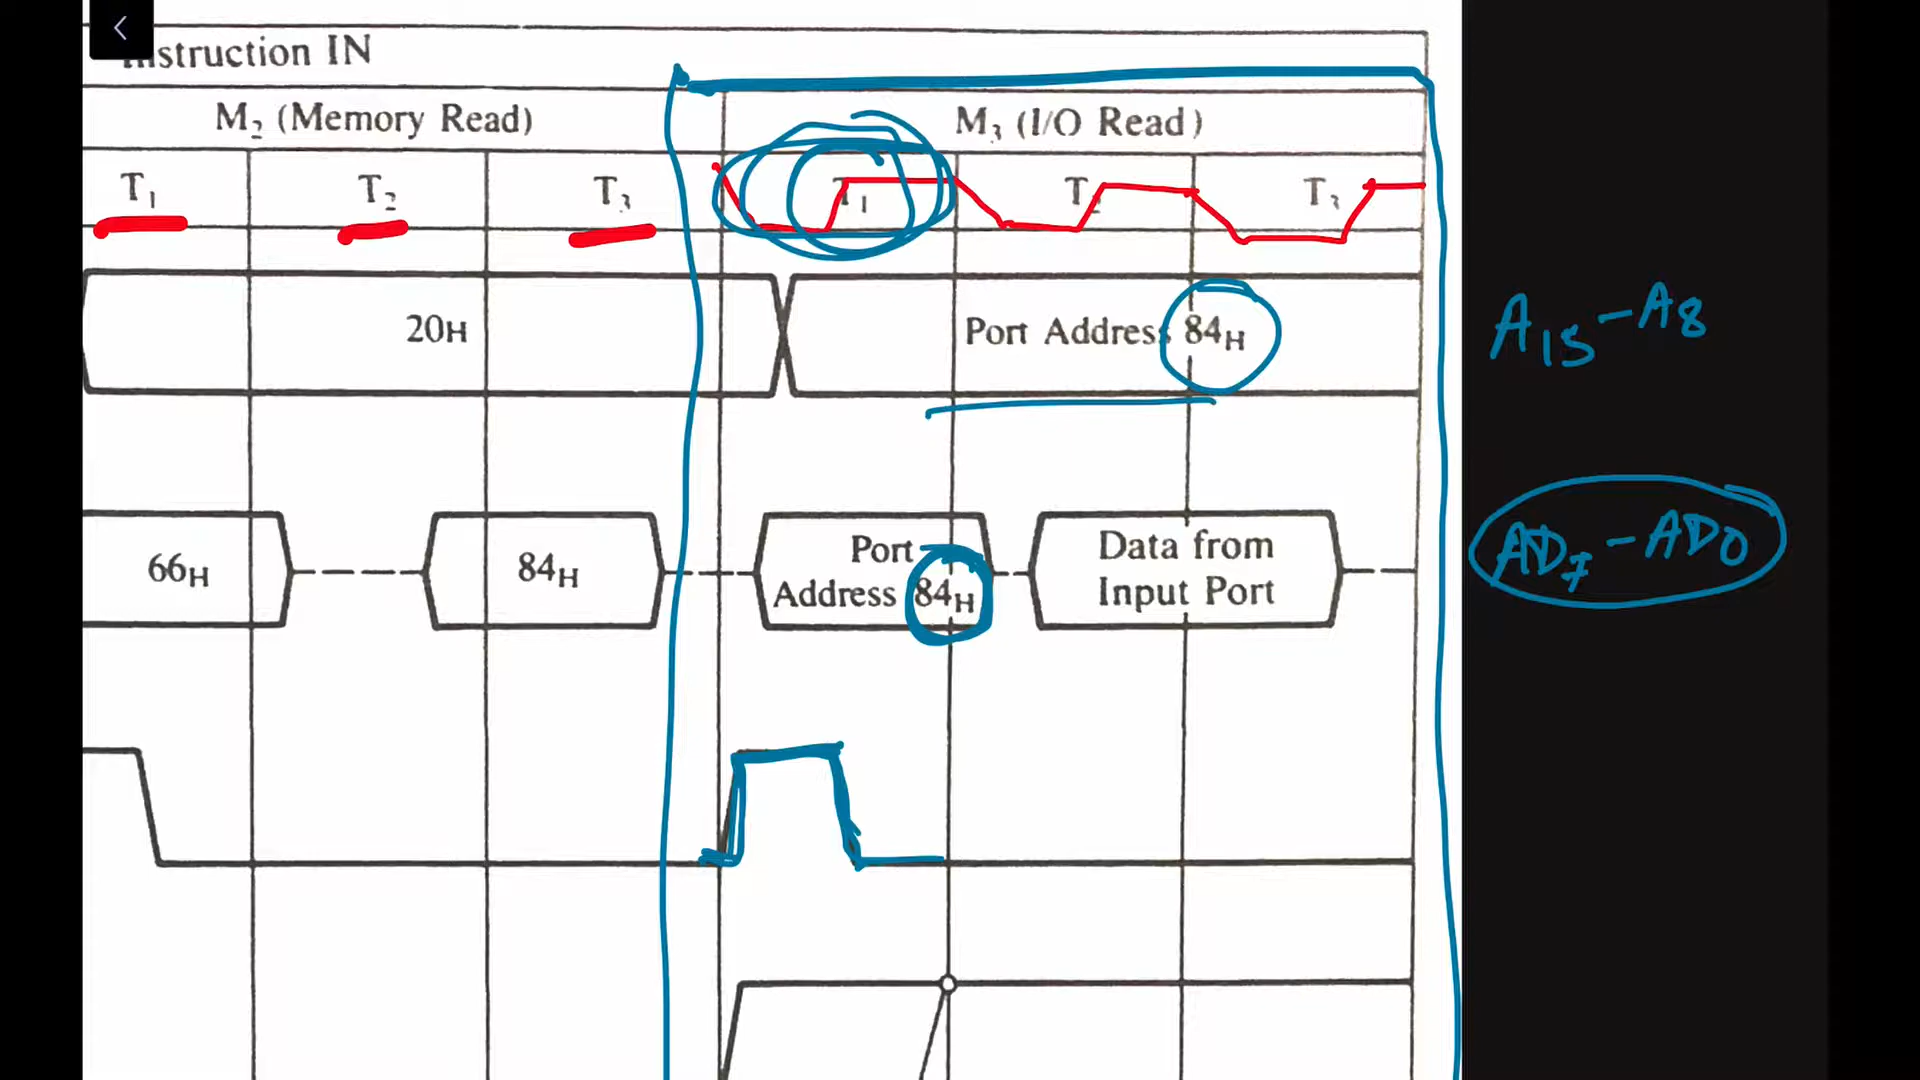 nstruction IN
M₂ (Memory Read) M₃ (I/O Read)
T₁ T₂ T₃ T₁ T₂ T₃
20H Port Address 84H A15-A8
66H 84H Port Address 84H Data from Input Port AD7-AD0